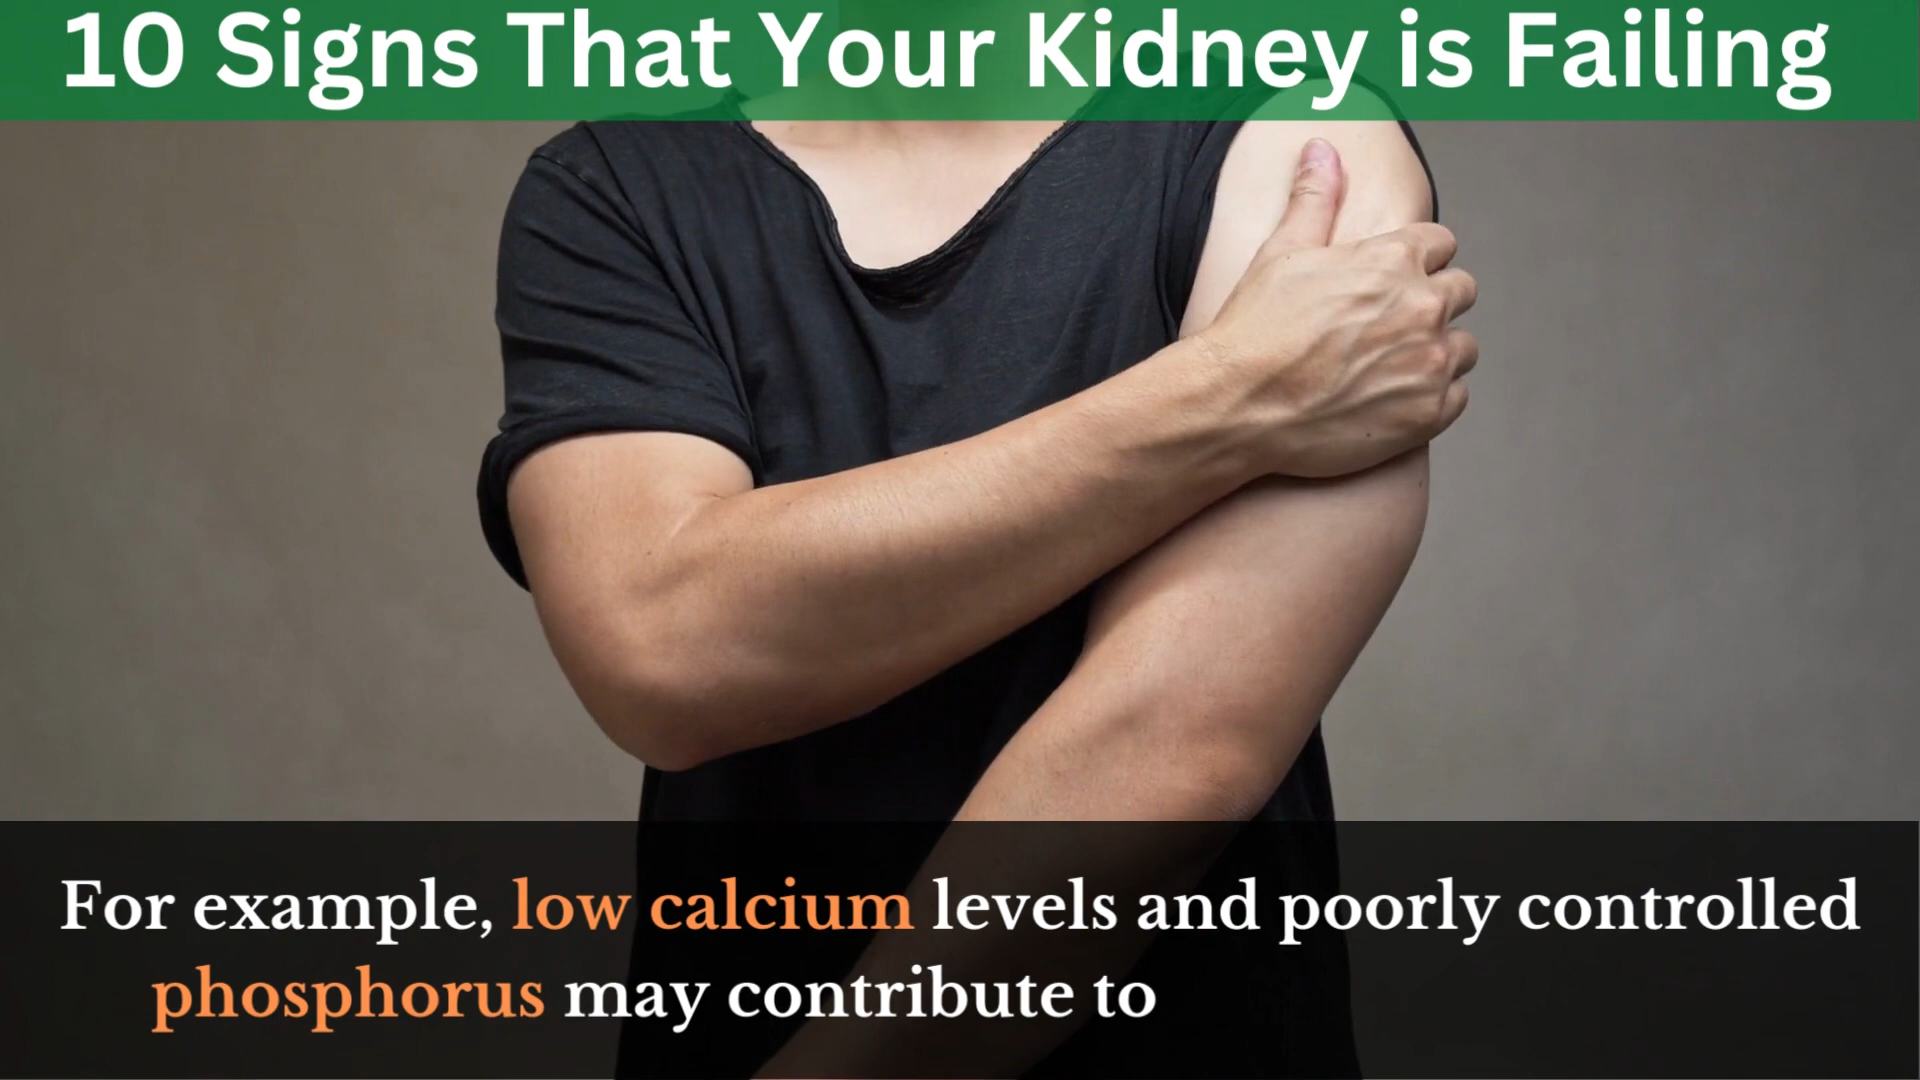 10 Signs That Your Kidney is Failing
For example, low calcium levels and poorly controlled
phosphorus may contribute to